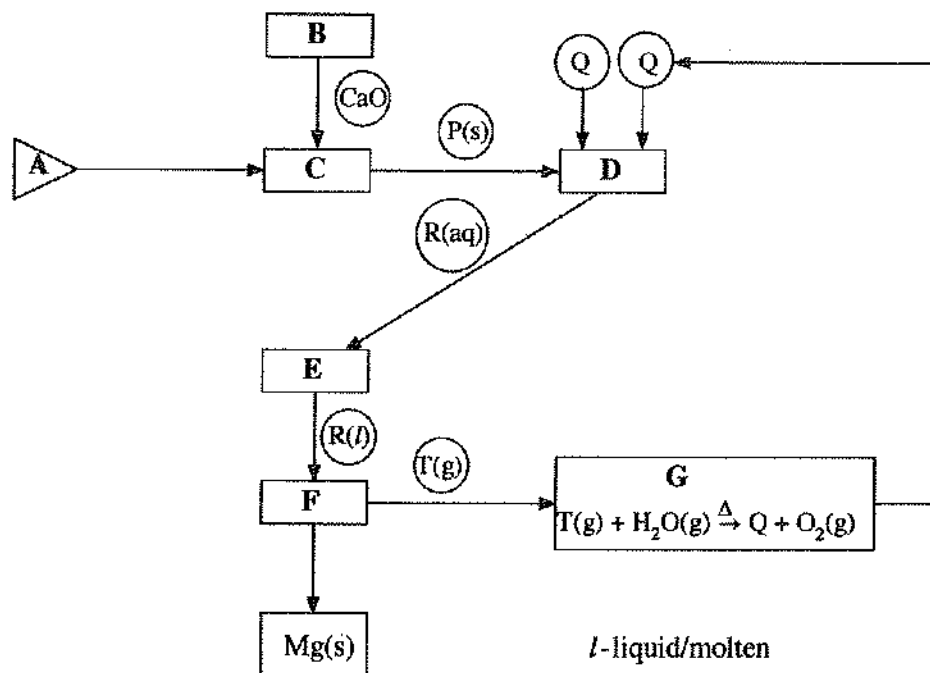 B
Q Q
CaO
P(s)
A
C
D
R(aq)
E
R(l)
T(g)
G
F
T(g) + H₂O(g) →Δ Q + O₂(g)
Mg(s)
l-liquid/molten